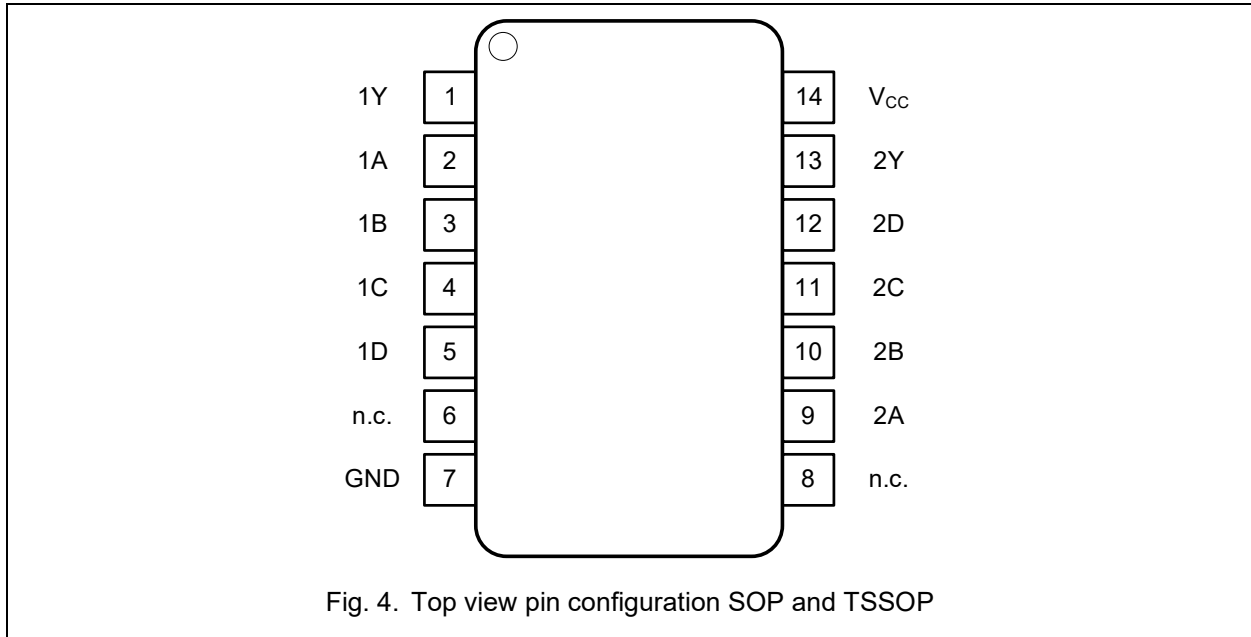 1Y 1 14 VCC
1A 2 13 2Y
1B 3 12 2D
1C 4 11 2C
1D 5 10 2B
n.c. 6 9 2A
GND 7 8 n.c.
Fig. 4. Top view pin configuration SOP and TSSOP